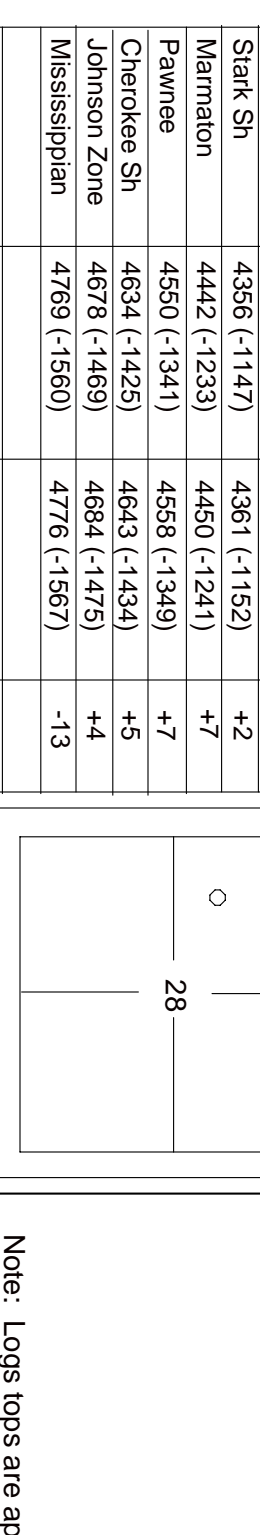 Stark Sh 4356 (-1147) 4361 (-1152) +2
Marmaton 4442 (-1233) 4450 (-1241) +7
Pawnee 4550 (-1341) 4558 (-1349) +7
Cherokee Sh 4634 (-1425) 4643 (-1434) +5
Johnson Zone 4678 (-1469) 4684 (-1475) +4
Mississippian 4769 (-1560) 4776 (-1567) -13
28
Note: Logs tops are ap